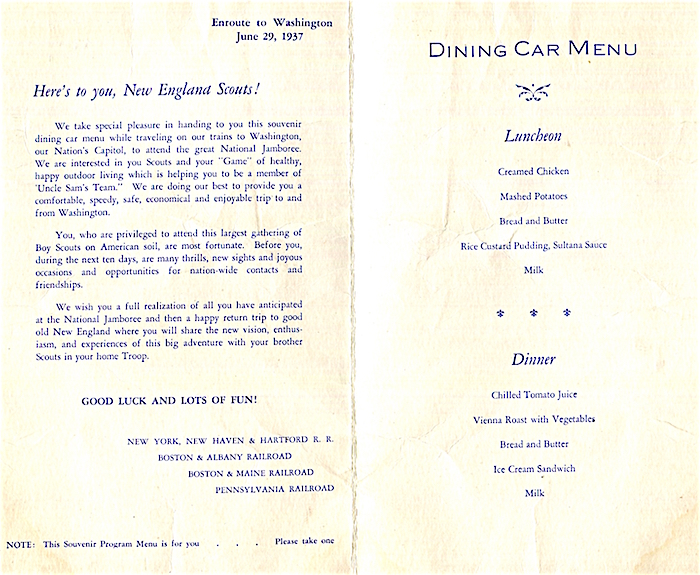 Enroute to Washington
June 29, 1937
Here's to you, New England Scouts!
We take special pleasure in handing to you this souvenir
dining car menu while traveling on our trains to Washington,
our Nation's Capitol, to attend the great National Jamboree.
We are interested in you Scouts and your "Game" of healthy,
happy outdoor living which is helping you to be a member of
'Uncle Sam's Team." We are doing our best to provide you a
comfortable, speedy, safe, economical and enjoyable trip to and
from Washington.
You, who are privileged to attend this largest gathering of
Boy Scouts on American soil, are most fortunate. Before you,
during the next ten days, are many thrills, new sights and joyous
occasions and opportunities for nation-wide contacts and
friendships.
We wish you a full realization of all you have anticipated
at the National Jamboree and then a happy return trip to good
old New England where you will share the new vision, enthus-
iasm, and experiences of this big adventure with your brother
Scouts in your home Troop.
GOOD LUCK AND LOTS OF FUN!
NEW YORK, NEW HAVEN & HARTFORD R. R.
BOSTON & ALBANY RAILROAD
BOSTON & MAINE RAILROAD
PENNSYLVANIA RAILROAD
NOTE: This Souvenir Program Menu is for you . . . Please take one
DINING CAR MENU
Luncheon
Creamed Chicken
Mashed Potatoes
Bread and Butter
Rice Custard Pudding, Sultana Sauce
Milk
Dinner
Chilled Tomato Juice
Vienna Roast with Vegetables
Bread and Butter
Ice Cream Sandwich
Milk